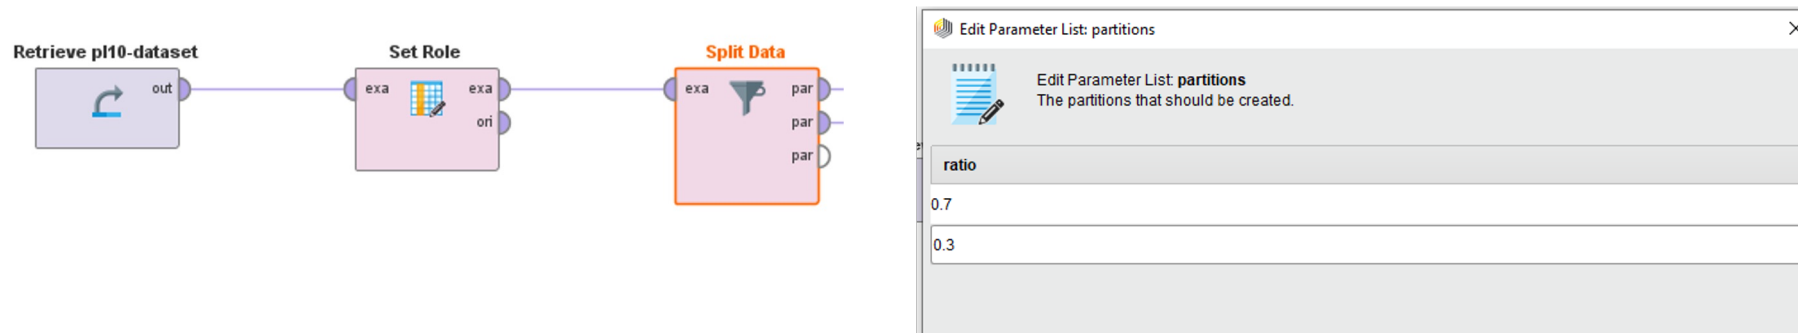 Retrieve pl10-dataset
out
Set Role
exa
exa
ori
Split Data
exa
par
par
par
Edit Parameter List: partitions
Edit Parameter List: partitions
The partitions that should be created.
ratio
0.7
0.3